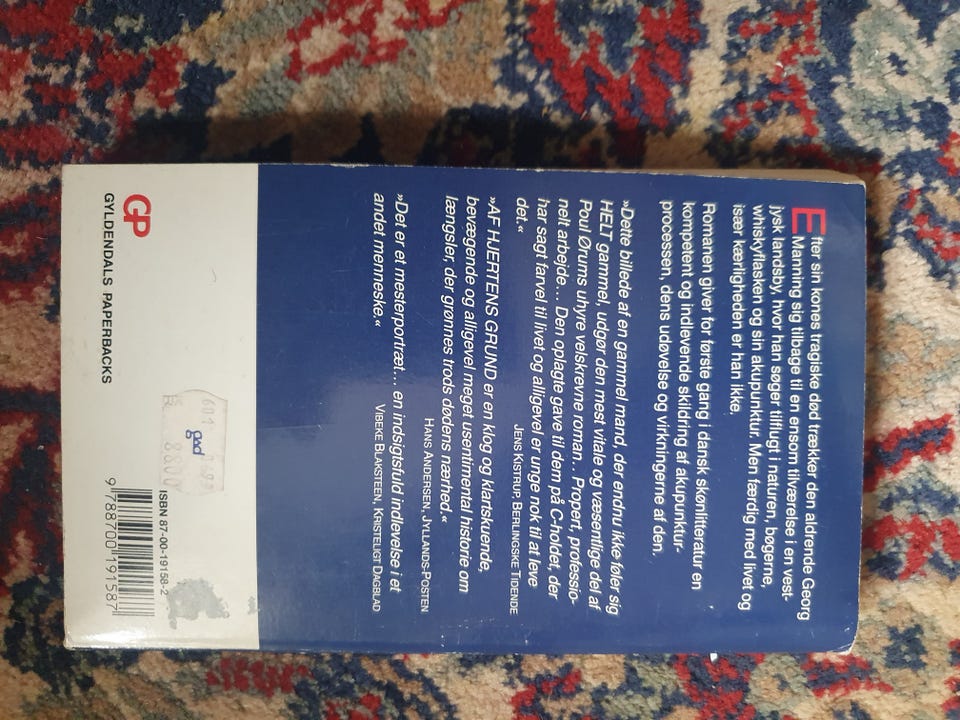 Efter sin kones tragiske død trækker den aldrende Georg
Manning sig tilbage til en ensom tilværelse i en vest-
jysk landsby, hvor han søger tilflugt i naturen, bøgerne,
whiskyflasken og sin akupunktur. Men færdig med livet og
især kærligheden er han ikke.
Romanen giver for første gang i dansk skønlitteratur en
kompetent og indlevende skildring af akupunktur-
processen, dens udøvelse og virkningerne af den.
»Dette billede af en gammel mand, der endnu ikke føler sig
HELT gammel, udgør den mest vitale og væsentlige del af
Poul Ørums uhyre velskrevne roman... Propert, professio-
nelt arbejde... Den oplagte gave til dem på C-holdet, der
har sagt farvel til livet og alligevel er unge nok til at leve
det.«
JENS KISTRUP, BERLINGSKE TIDENDE
»AF HJERTENS GRUND er en klog og klartskuende,
bevægende og alligevel meget usentimental historie om
længsler, der grønnes trods dødens nærhed.«
HANS ANDERSEN, JYLLANDS-POSTEN
»Det er et mesterportræt... en indsigtsfuld indlevelse i et
andet menneske.«
VIBEKE BLAKSTEEN, KRISTELIGT DAGBLAD
GP
GYLDENDALS PAPERBACKS
gad
8800
ISBN 87-00-19158-2
9 788700 191587